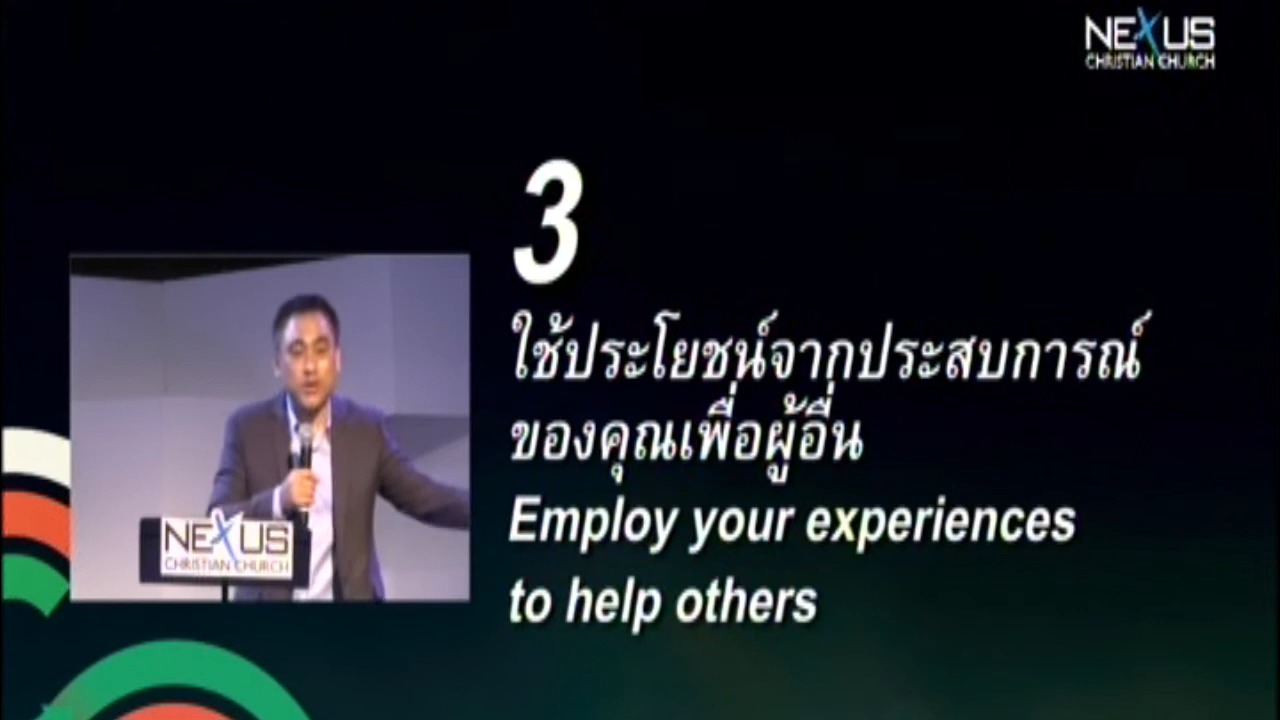 NEXUS
CHRISTIAN CHURCH
3
ใช้ประโยชน์จากประสบการณ์
ของคุณเพื่อผู้อื่น
Employ your experiences
to help others
NEXUS
CHRISTIAN CHURCH